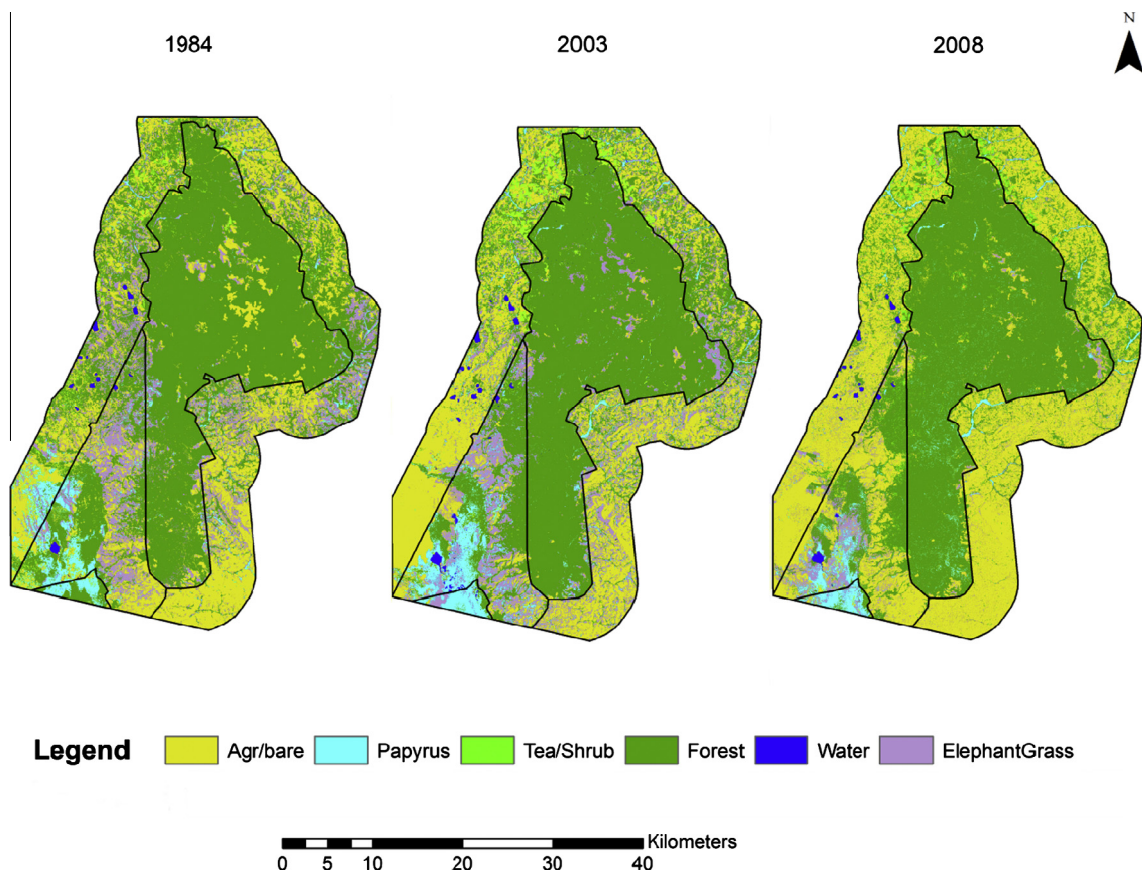 N
1984 2003 2008
Legend Agr/bare Papyrus Tea/Shrub Forest Water ElephantGrass
Kilometers
0 5 10 20 30 40